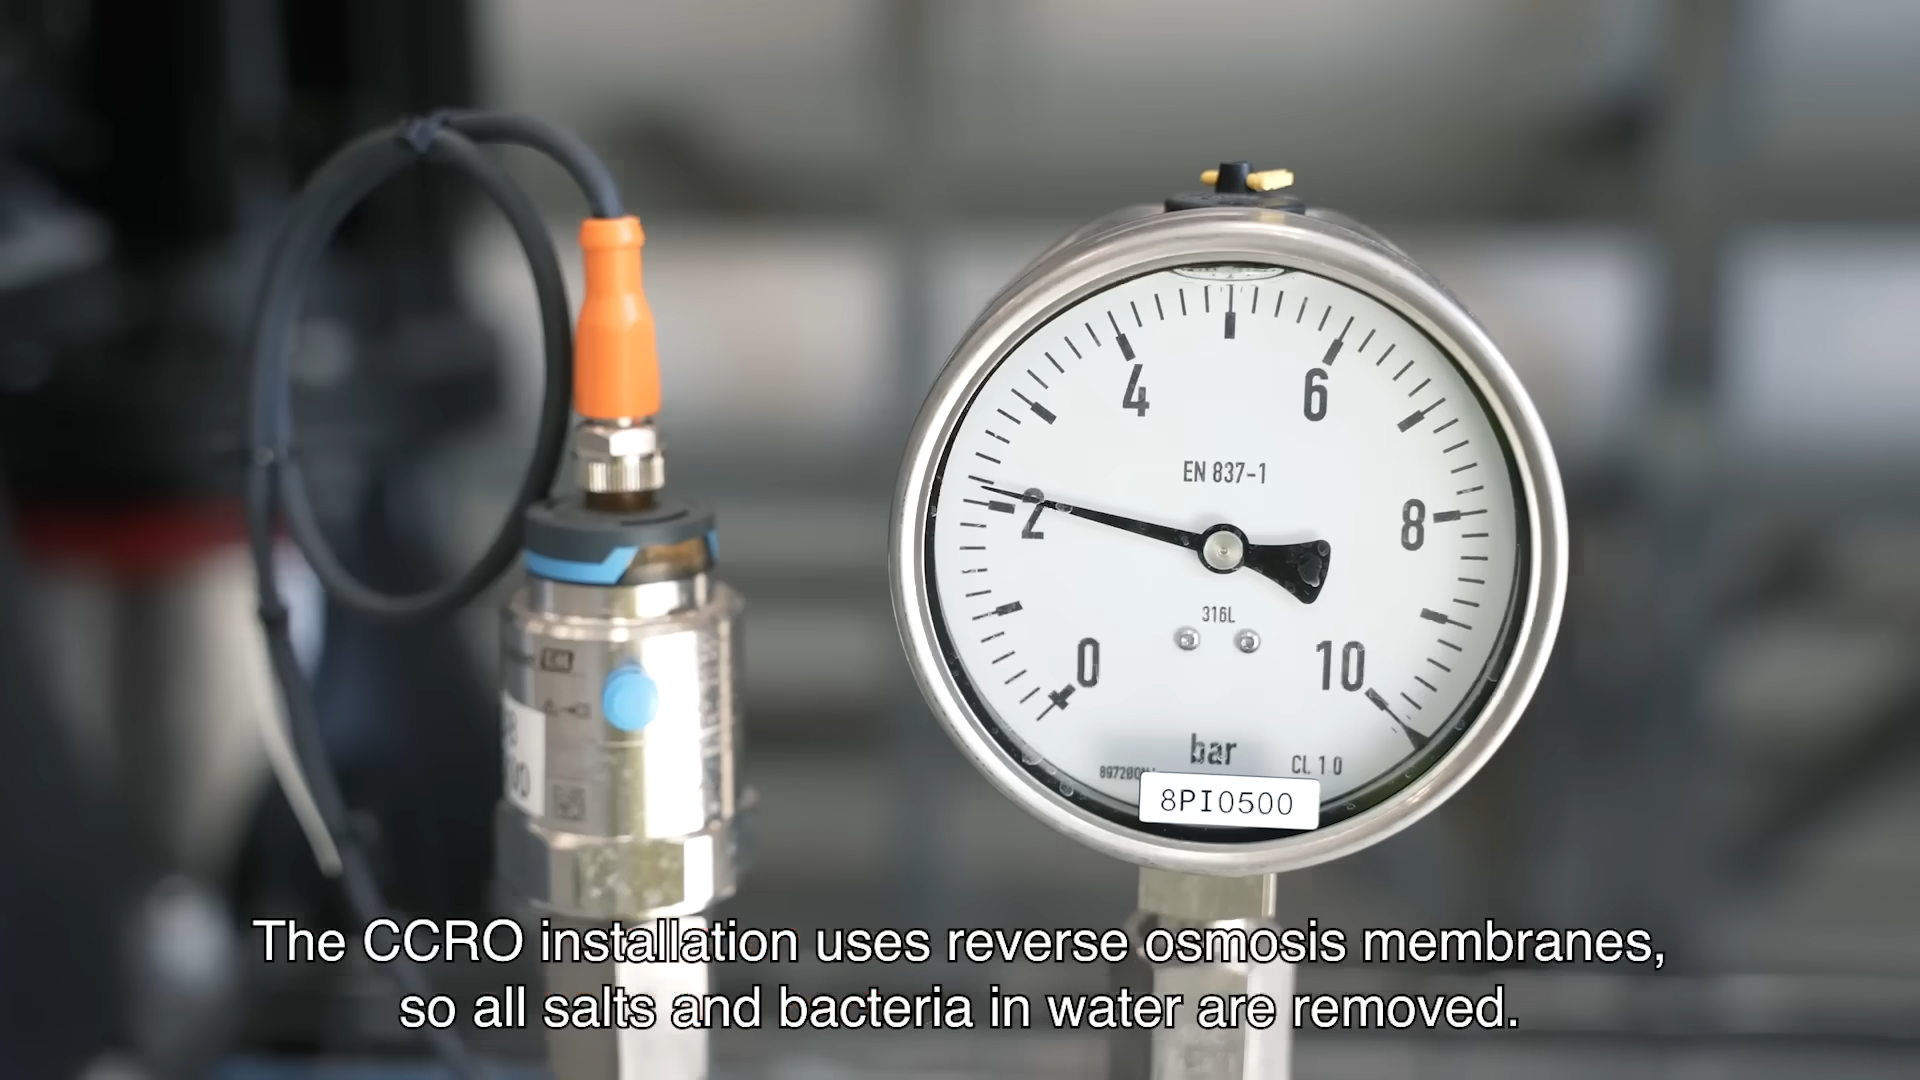 4
6
EN 837-1
2
8
316L
0
10
bar
CL 1.0
8PI0500
The CCRO installation uses reverse osmosis membranes,
so all salts and bacteria in water are removed.